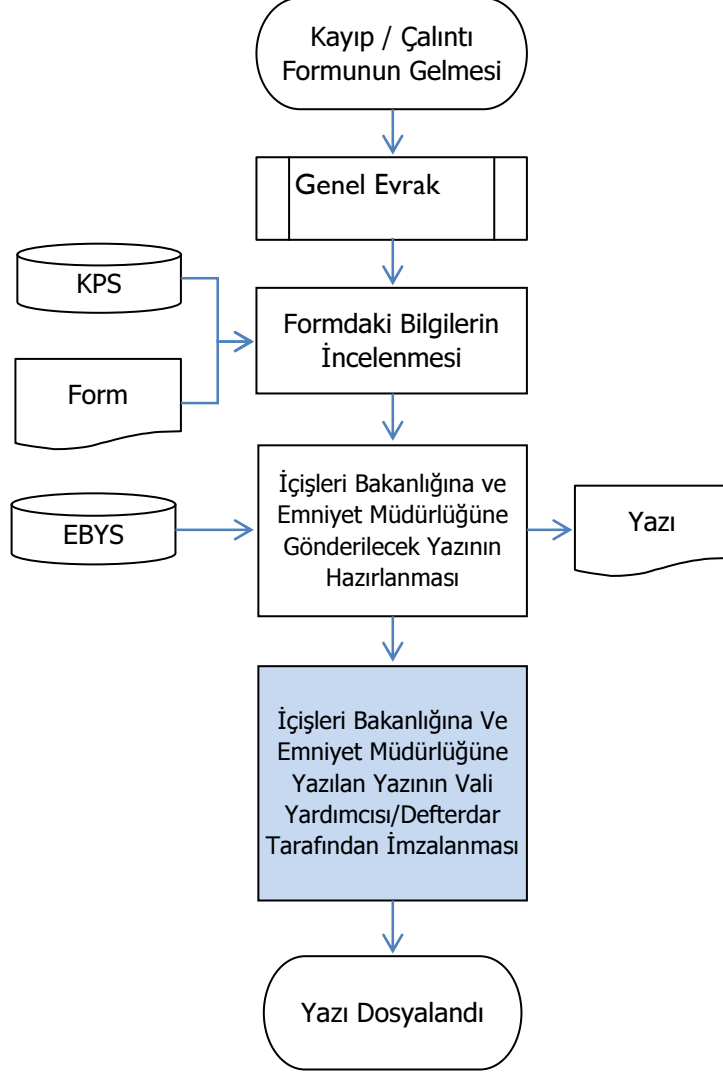 Kayıp / Çalıntı
Formunun Gelmesi
Genel Evrak
KPS
Formdaki Bilgilerin
İncelenmesi
Form
İçişleri Bakanlığına ve
Emniyet Müdürlüğüne
Gönderilecek Yazının
Hazırlanması
EBYS
Yazı
İçişleri Bakanlığına Ve
Emniyet Müdürlüğüne
Yazılan Yazının Vali
Yardımcısı/Defterdar
Tarafından İmzalanması
Yazı Dosyalandı